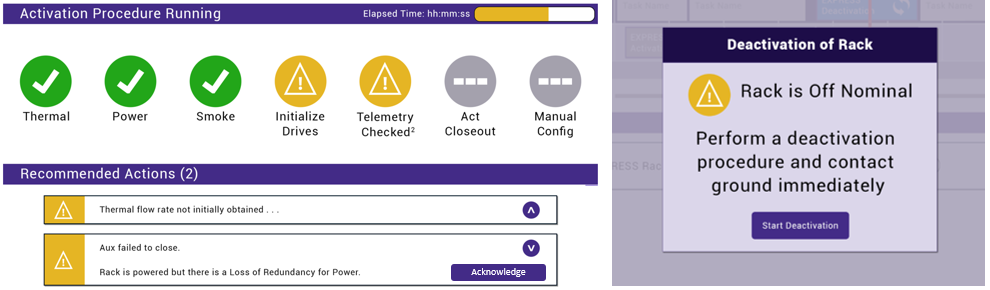 Activation Procedure Running
Elapsed Time: hh:mm:ss
Thermal
Power
Smoke
Initialize
Drives
Telemetry
Checked²
Act
Closeout
Manual
Config
Recommended Actions (2)
Thermal flow rate not initially obtained . . .
Aux failed to close.
Rack is powered but there is a Loss of Redundancy for Power.
Acknowledge
Deactivation of Rack
Rack is Off Nominal
Perform a deactivation
procedure and contact
ground immediately
Start Deactivation